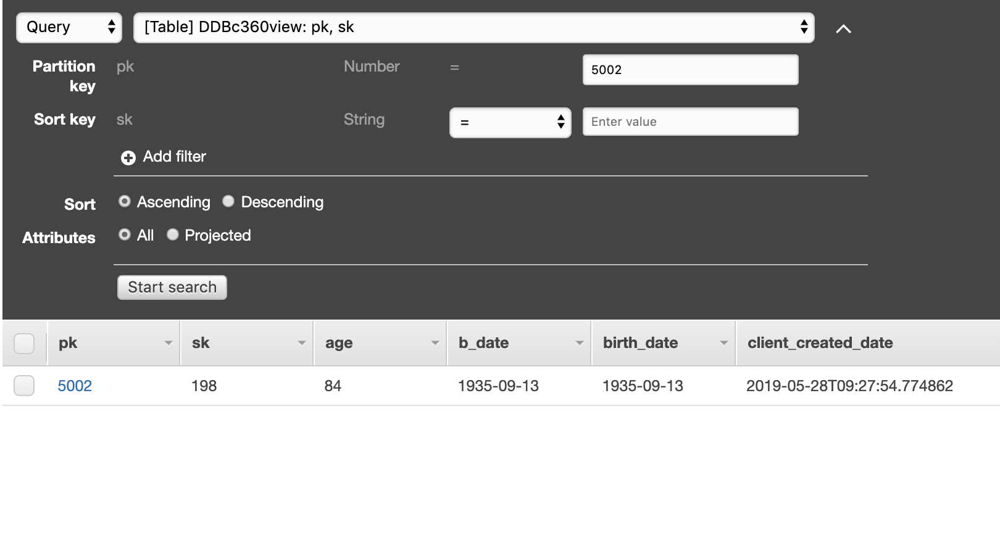 Query [Table] DDBc360view: pk, sk
Partition key pk Number = 5002
Sort key sk String = Enter value
Add filter
Sort Ascending Descending
Attributes All Projected
Start search
pk sk age b_date birth_date client_created_date
5002 198 84 1935-09-13 1935-09-13 2019-05-28T09:27:54.774862